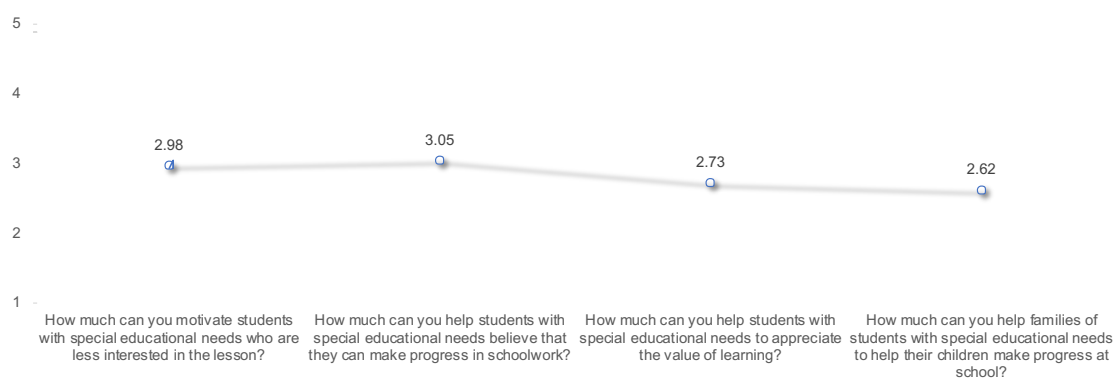 5
4
3
2
1
2.98
3.05
2.73
2.62
How much can you motivate students
with special educational needs who are
less interested in the lesson?
How much can you help students with
special educational needs believe that
they can make progress in schoolwork?
How much can you help students with
special educational needs to appreciate
the value of learning?
How much can you help families of
students with special educational needs
to help their children make progress at
school?